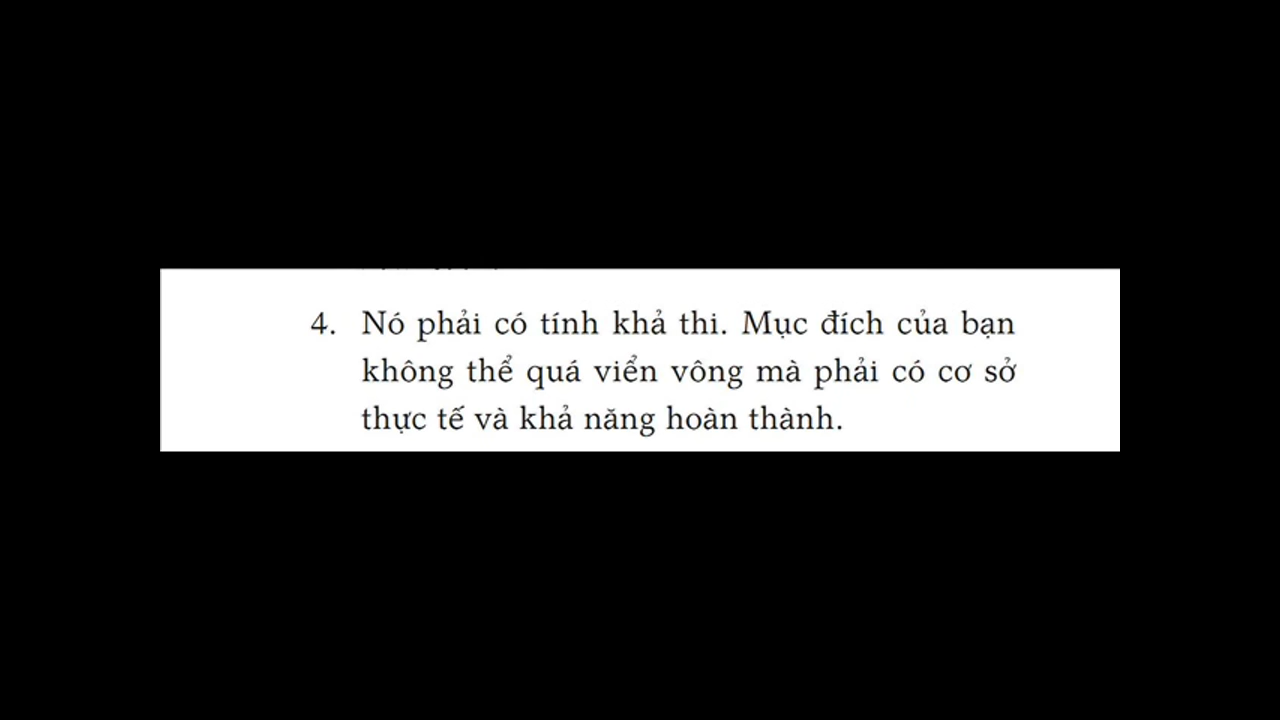 4. Nó phải có tính khả thi. Mục đích của bạn
không thể quá viển vông mà phải có cơ sở
thực tế và khả năng hoàn thành.